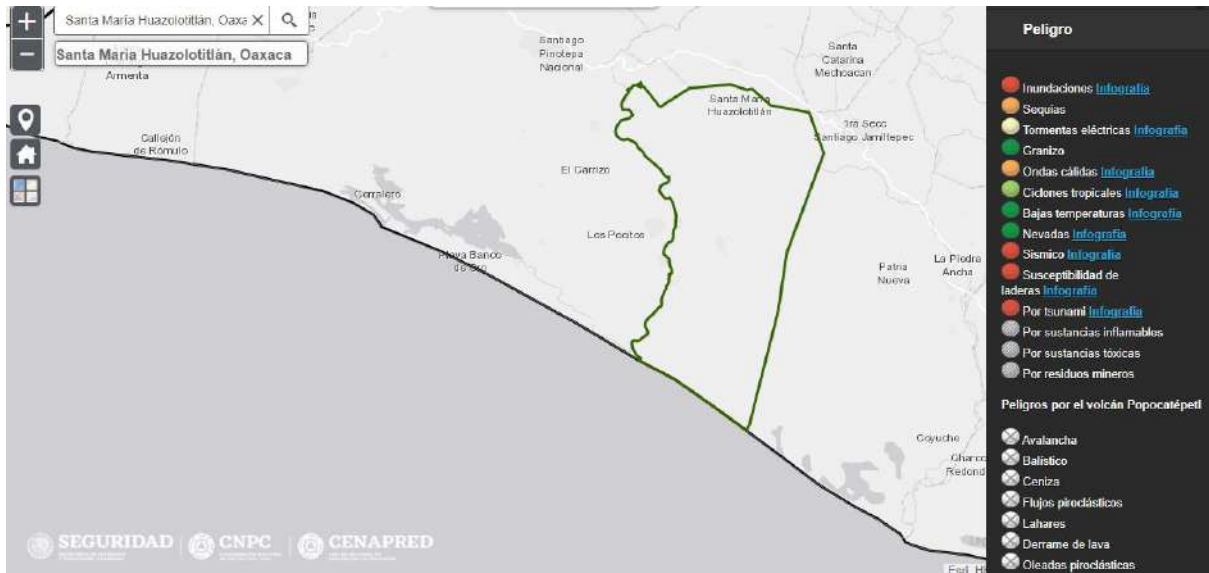 Santa María Huazolotitlán, Oaxa
Santa María Huazolotitlán, Oaxaca
Armenta
Santiago
Pinotepa
Nacional
Santa
Catarina
Mechoacan
Santa María
Huazolotitlán
1ra Secc
Santiago Jamiltepec
Callejón
de Rómulo
El Carrizo
Corralero
Los Pocitos
Playa Banco
de Oro
Patria
Nueva
La Piedra
Ancha
Coyuche
Charco
Redond
SEGURIDAD
CNPC
CENAPRED
Peligro
Inundaciones Infografía
Sequías
Tormentas eléctricas Infografía
Granizo
Ondas cálidas Infografía
Ciclones tropicales Infografía
Bajas temperaturas Infografía
Nevadas Infografía
Sísmico Infografía
Susceptibilidad de
laderas Infografía
Por tsunami Infografía
Por sustancias inflamables
Por sustancias tóxicas
Por residuos mineros
Peligros por el volcán Popocatépetl
Avalancha
Balístico
Ceniza
Flujos piroclásticos
Lahares
Derrame de lava
Oleadas piroclásticas